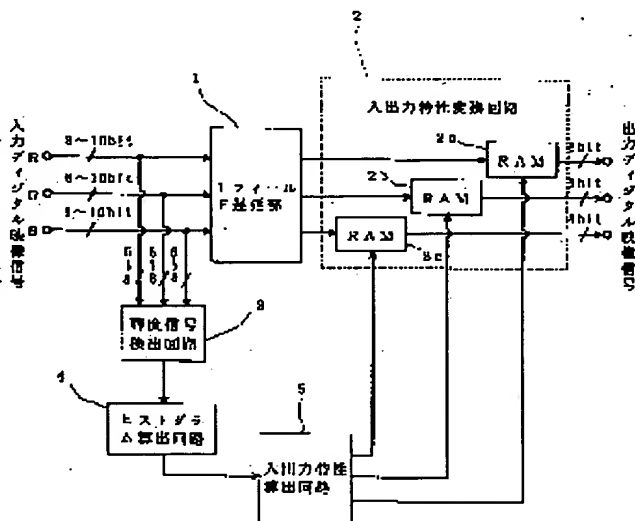 2
1
入出力特性変換回路
入力ディジタル映像信号
出力ディジタル映像信号
R
8〜10bit
G
8〜10bit
B
8〜10bit
1フィールド遅延部
2a
RAM
2b
RAM
2c
RAM
8bit
8bit
8bit
輝度信号検出回路
3
4
ヒストグラム算出回路
5
入出力特性算出回路